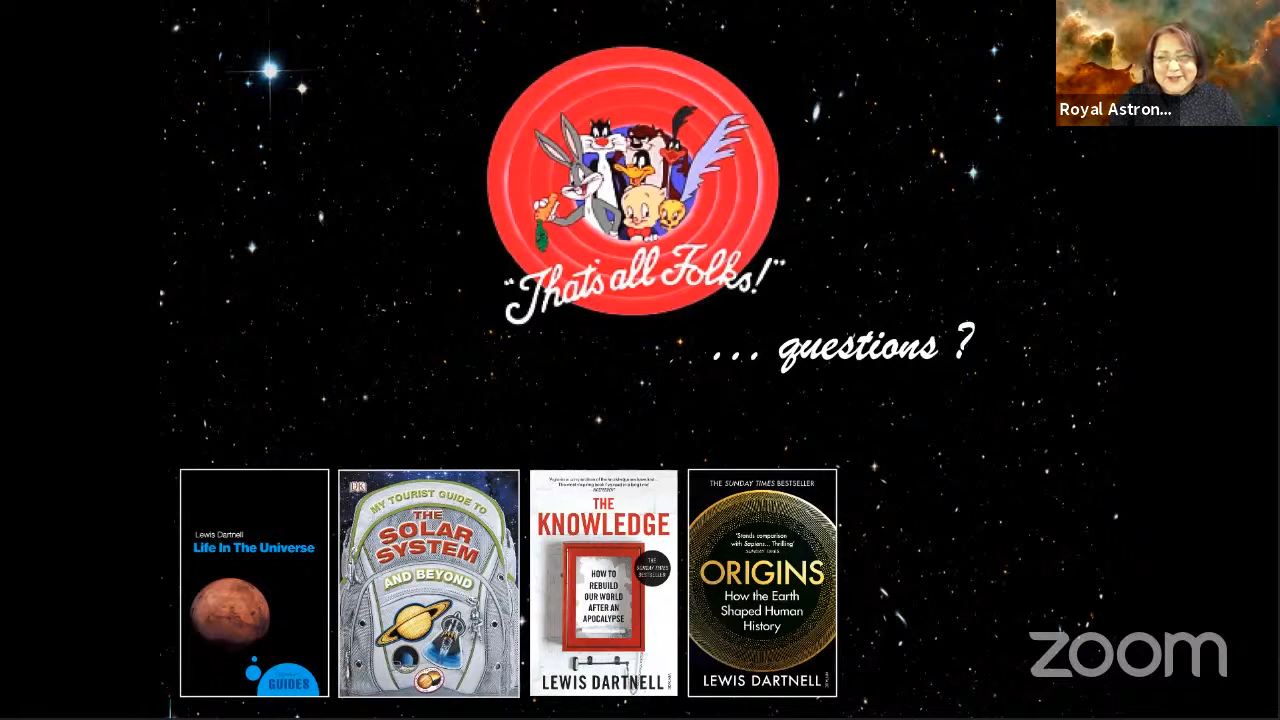 Royal Astron...
"That's all Folks!"
... questions ?
Lewis Dartnell
Life In The Universe
GUIDES
DK
MY TOURIST GUIDE TO
THE
SOLAR
SYSTEM
AND BEYOND
THE
KNOWLEDGE
THE
SUNDAY TIMES
BESTSELLER
HOW TO
REBUILD
OUR WORLD
AFTER AN
APOCALYPSE
LEWIS DARTNELL
THE SUNDAY TIMES BESTSELLER
'Stands comparison
with Sapiens... Thrilling'
SUNDAY TIMES
ORIGINS
How the Earth
Shaped Human
History
LEWIS DARTNELL
zoom